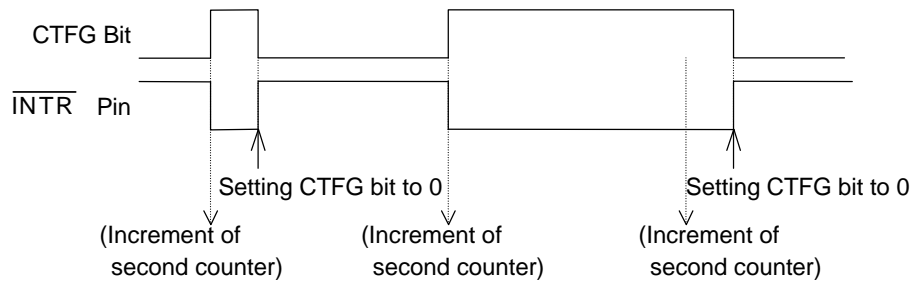 CTFG Bit
INTR Pin
Setting CTFG bit to 0
Setting CTFG bit to 0
(Increment of
second counter)
(Increment of
second counter)
(Increment of
second counter)